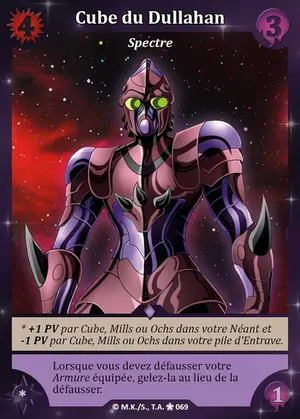 4
Cube du Dullahan
3
Spectre
* +1 PV par Cube, Mills ou Ochs dans votre Néant et
-1 PV par Cube, Mills ou Ochs dans votre pile d'Entrave.
Lorsque vous devez défausser votre
Armure équipée, gelez-la au lieu de la
défausser.
*
1
© M.K./S., T.A. ★ 069